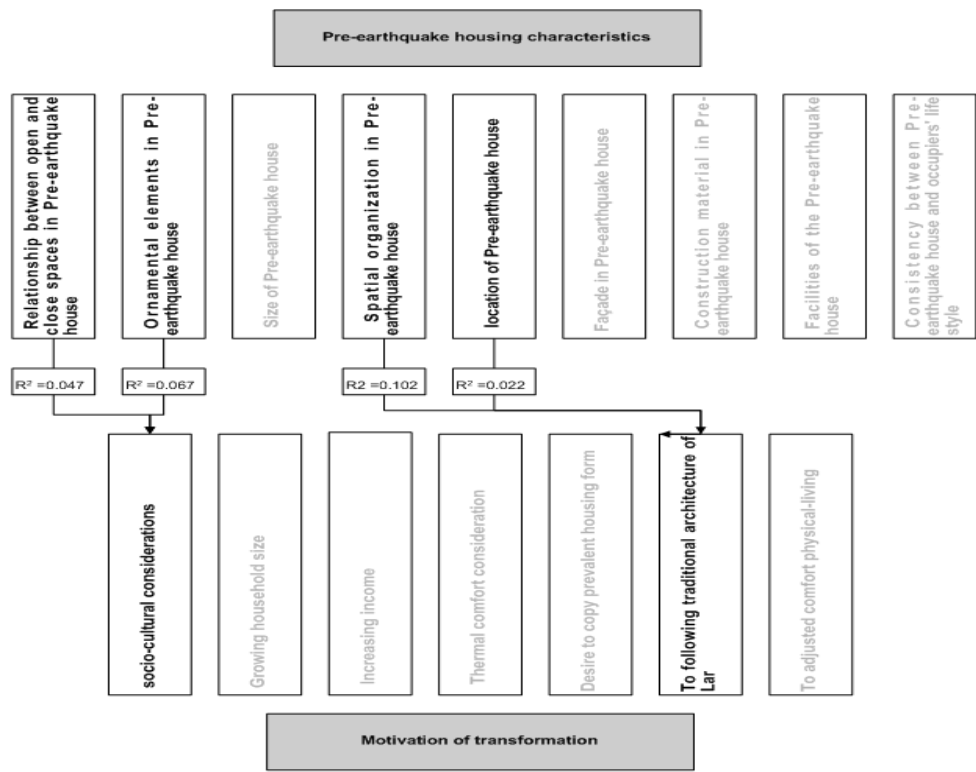 Pre-earthquake housing characteristics
Relationship between open and
close spaces in Pre-earthquake
house
Ornamental elements in Pre-
earthquake house
Size of Pre-earthquake house
Spatial organization in Pre-
earthquake house
location of Pre-earthquake house
Façade in Pre-earthquake house
Construction material in Pre-
earthquake house
Facilities of the Pre-earthquake
house
Consistency between Pre-
earthquake house and occupiers' life
style
R² =0.047
R² =0.067
R2 =0.102
R² =0.022
socio-cultural considerations
Growing household size
Increasing income
Thermal comfort consideration
Desire to copy prevalent housing form
To following traditional architecture of
Lar
To adjusted comfort physical-living
Motivation of transformation